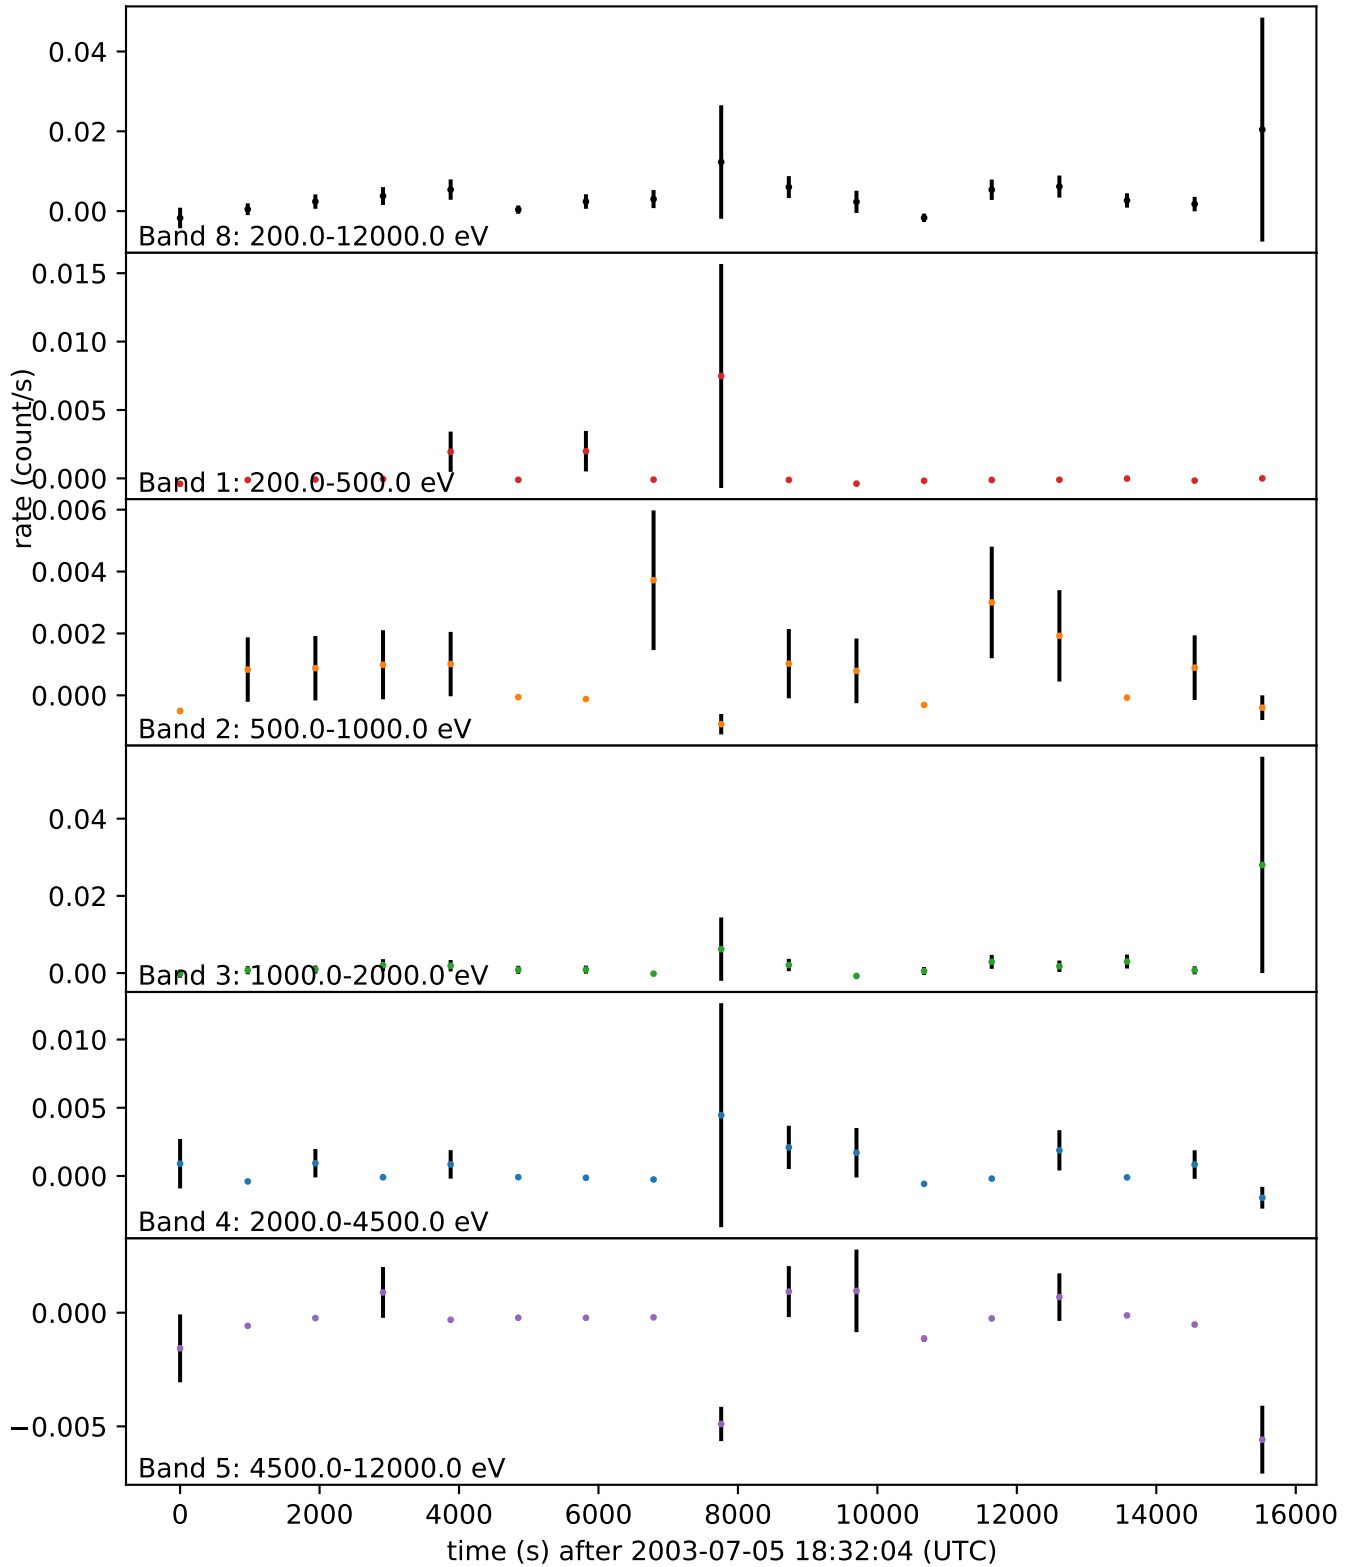 0.04
0.02
0.00
Band 8: 200.0-12000.0 eV
0.015
0.010
0.005
0.000
Band 1: 200.0-500.0 eV
rate (count/s)
0.006
0.004
0.002
0.000
Band 2: 500.0-1000.0 eV
0.04
0.02
0.00
Band 3: 1000.0-2000.0 eV
0.010
0.005
0.000
Band 4: 2000.0-4500.0 eV
0.000
−0.005
Band 5: 4500.0-12000.0 eV
0 2000 4000 6000 8000 10000 12000 14000 16000
time (s) after 2003-07-05 18:32:04 (UTC)